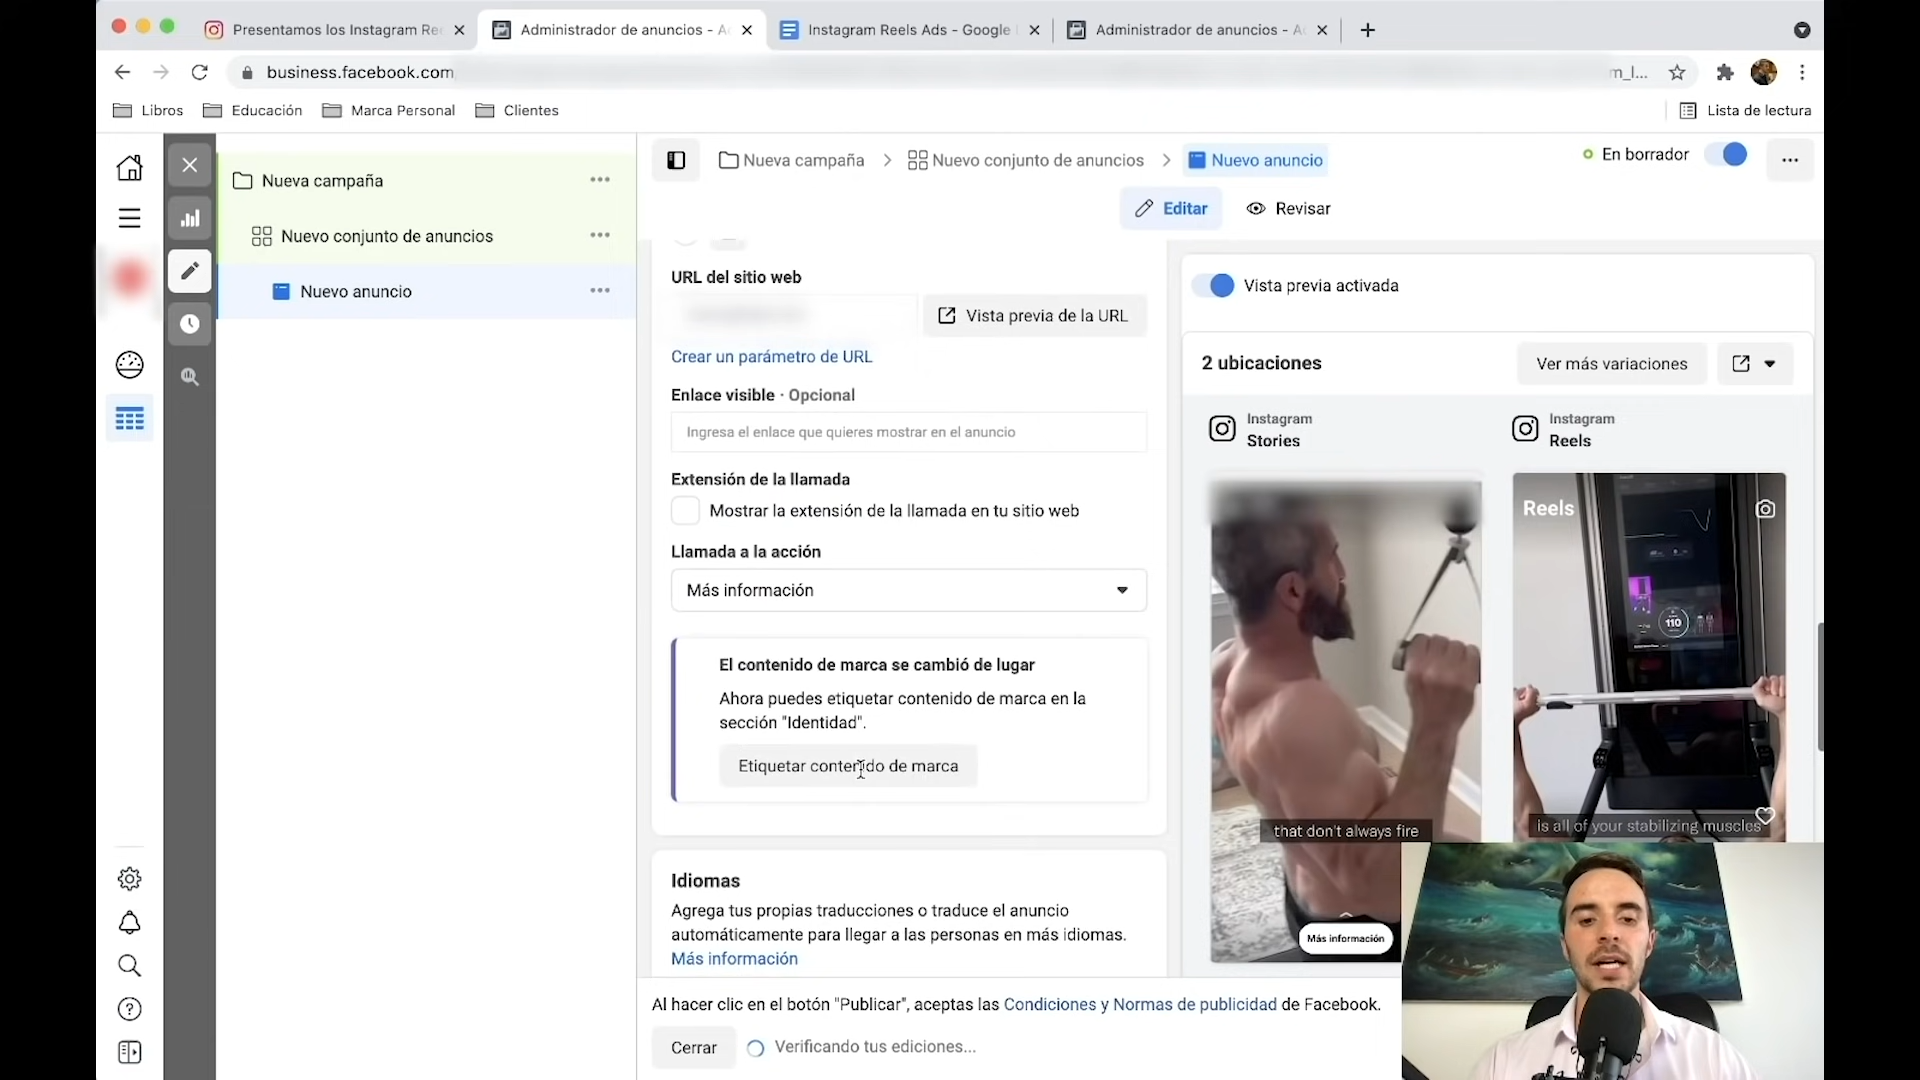 Presentamos los Instagram Re
Administrador de anuncios - A
Instagram Reels Ads - Google
Administrador de anuncios - A
business.facebook.com
m_l...
Libros
Educación
Marca Personal
Clientes
Lista de lectura
Nueva campaña
Nuevo conjunto de anuncios
Nuevo anuncio
Nueva campaña
Nuevo conjunto de anuncios
Nuevo anuncio
En borrador
Editar
Revisar
URL del sitio web
Vista previa de la URL
Crear un parámetro de URL
Enlace visible · Opcional
Ingresa el enlace que quieres mostrar en el anuncio
Extensión de la llamada
Mostrar la extensión de la llamada en tu sitio web
Llamada a la acción
Más información
El contenido de marca se cambió de lugar
Ahora puedes etiquetar contenido de marca en la
sección "Identidad".
Etiquetar contenido de marca
Idiomas
Agrega tus propias traducciones o traduce el anuncio
automáticamente para llegar a las personas en más idiomas.
Más información
Al hacer clic en el botón "Publicar", aceptas las Condiciones y Normas de publicidad de Facebook.
Cerrar
Verificando tus ediciones...
Vista previa activada
2 ubicaciones
Ver más variaciones
Instagram
Stories
Instagram
Reels
Reels
110
that don't always fire
is all of your stabilizing muscles
Más información